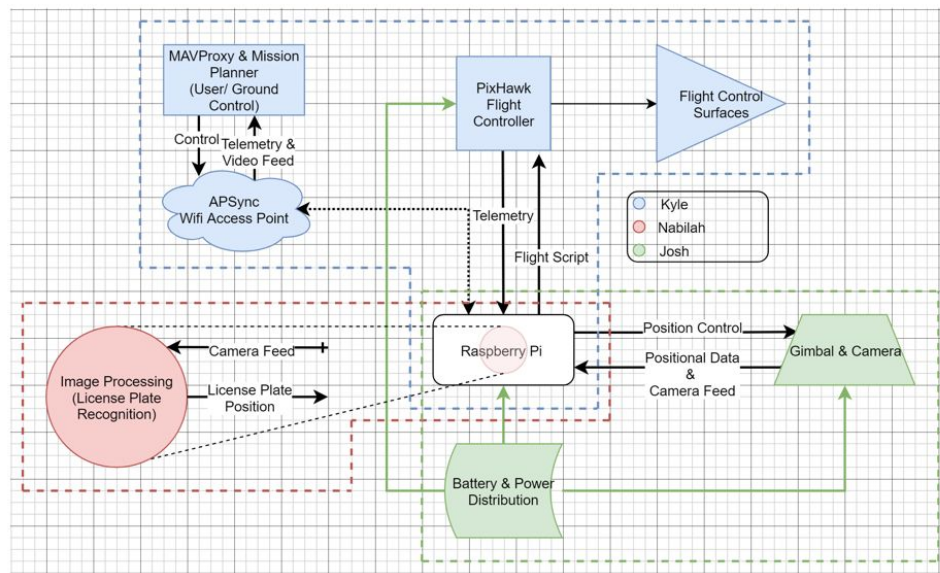 MAVProxy & Mission
Planner
(User/ Ground
Control)
Control
Telemetry &
Video Feed
APSync
Wifi Access Point
PixHawk
Flight
Controller
Flight Control
Surfaces
Telemetry
Flight Script
Kyle
Nabilah
Josh
Image Processing
(License Plate
Recognition)
Camera Feed
License Plate
Position
Raspberry Pi
Position Control
Positional Data
&
Camera Feed
Gimbal & Camera
Battery & Power
Distribution